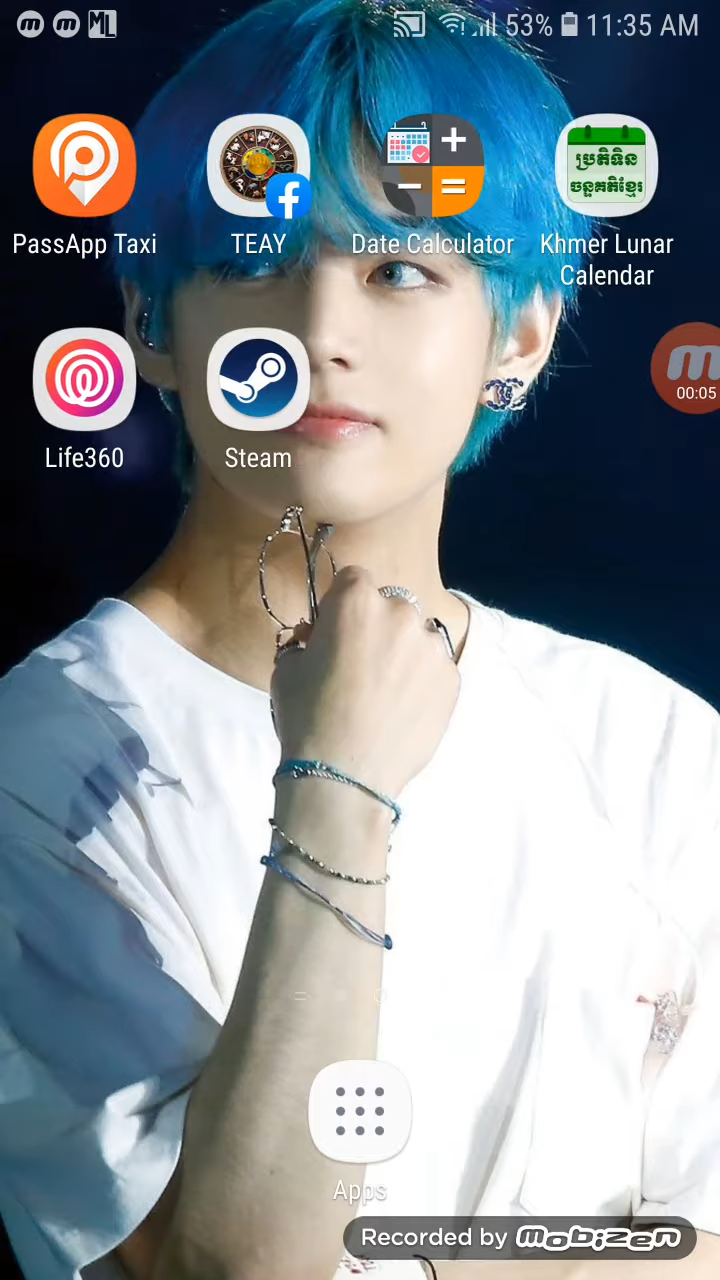 m m ML 53% 11:35 AM
ប្រតិទិន
ចន្ទគតិខ្មែរ
PassApp Taxi TEAY Date Calculator Khmer Lunar
Calendar
m
00:05
Life360 Steam
Apps
Recorded by mobizen